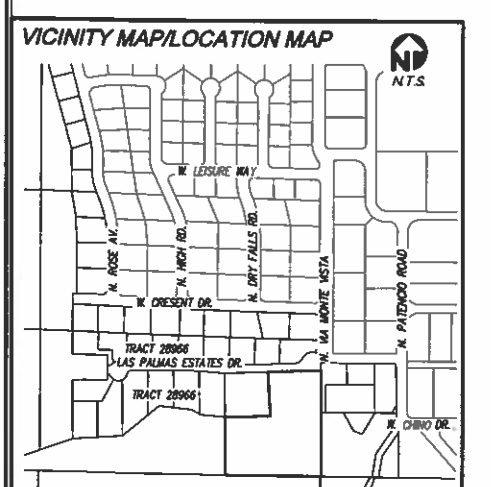 VICINITY MAP/LOCATION MAP
N
N.T.S.
W. LEISURE WAY
N. ROSE AV.
N. HIGH RD.
N. DRY FALLS RD.
N. VIA MONTE VISTA
N. PATENCIO ROAD
W. CRESENT DR.
TRACT 28966
LAS PALMAS ESTATES DR.
TRACT 28966
W. CHINO DR.